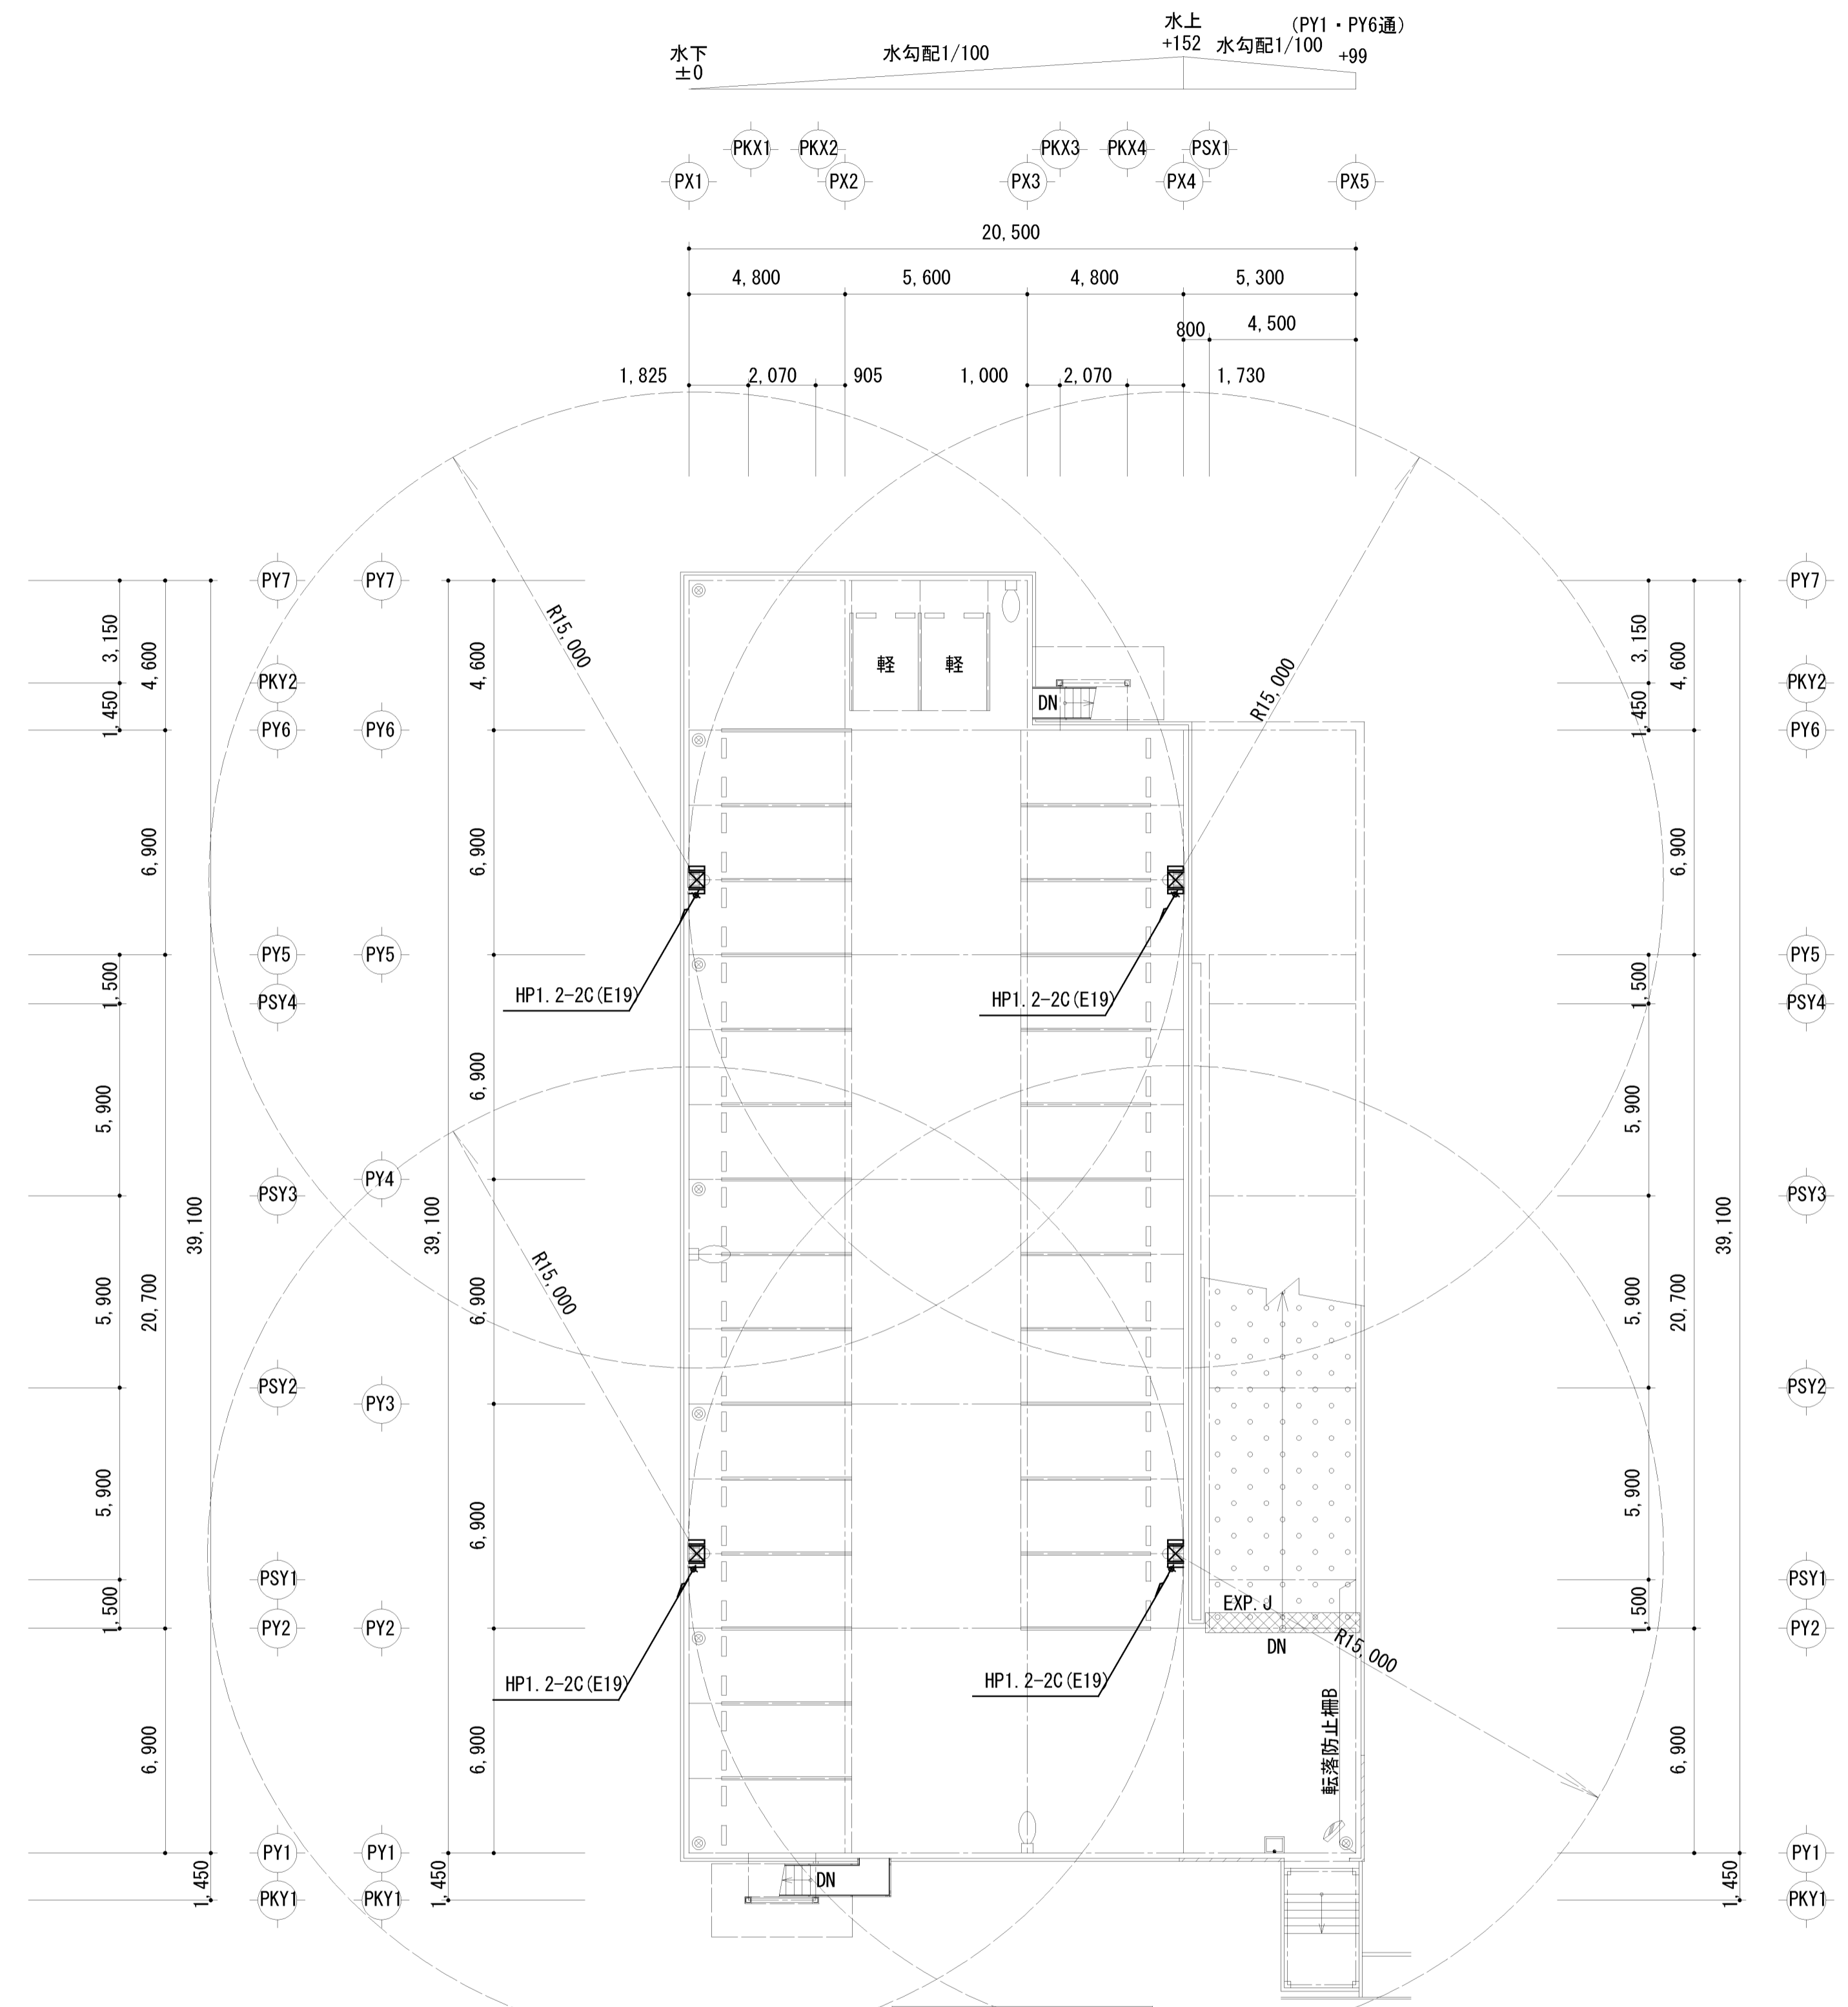 水上
(PY1・PY6通)
水下
水勾配1/100
+152
水勾配1/100
+99
±0
PKX1
PKX2
PKX3
PKX4
PSX1
PX1
PX2
PX3
PX4
PX5
20,500
4,800
5,600
4,800
5,300
800
4,500
1,825
2,070
905
1,000
2,070
1,730
PY7
PY7
PY7
3,150
4,600
4,600
R15,000
軽
軽
R15,000
3,150
4,600
PKY2
PKY2
1,450
DN
1,450
PY6
PY6
PY6
6,900
6,900
6,900
PY5
PY5
PY5
1,500
HP1.2-2C(E19)
HP1.2-2C(E19)
1,500
PSY4
PSY4
5,900
6,900
5,900
PY4
PSY3
PSY3
39,100
39,100
39,100
R15,000
5,900
20,700
6,900
5,900
20,700
PSY2
PSY2
PY3
5,900
6,900
5,900
PSY1
PSY1
1,500
EXP.J
1,500
PY2
PY2
PY2
DN
R15,000
HP1.2-2C(E19)
HP1.2-2C(E19)
転落防止柵B
6,900
6,900
6,900
PY1
PY1
PY1
1,450
1,450
DN
1,450
PKY1
PKY1
PKY1